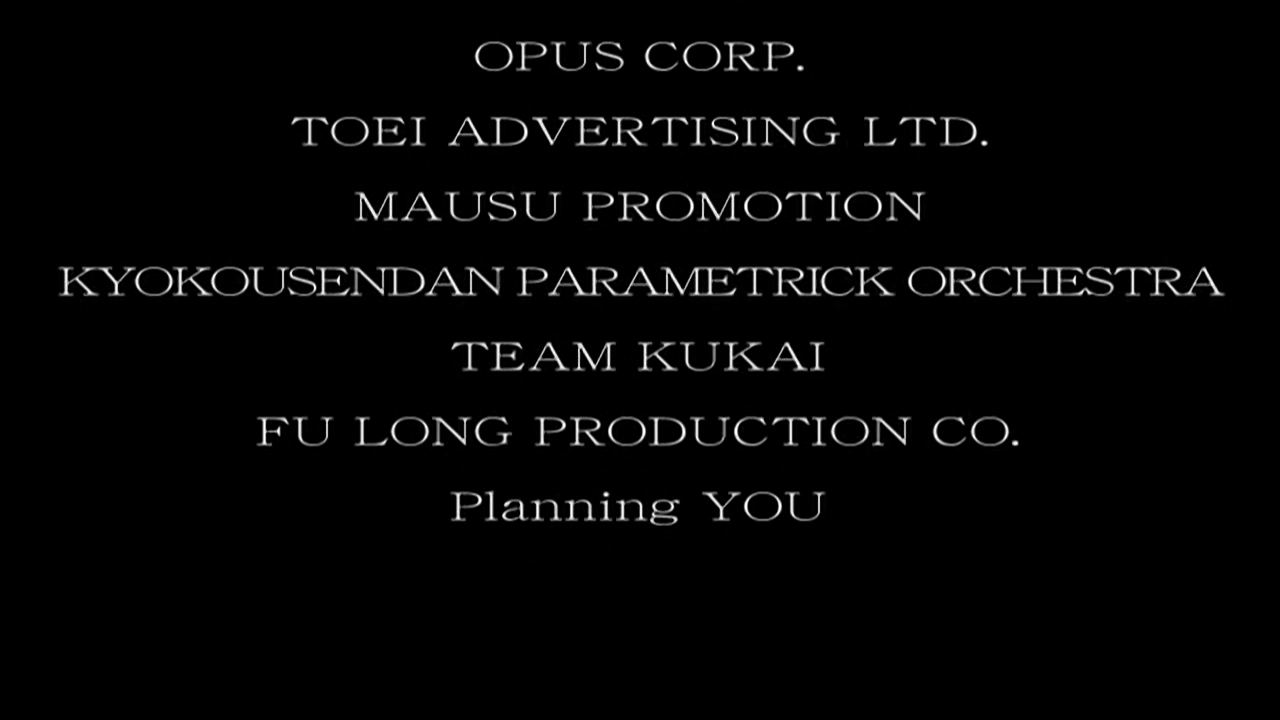 OPUS CORP.
TOEI ADVERTISING LTD.
MAUSU PROMOTION
KYOKOUSENDAN PARAMETRICK ORCHESTRA
TEAM KUKAI
FU LONG PRODUCTION CO.
Planning YOU